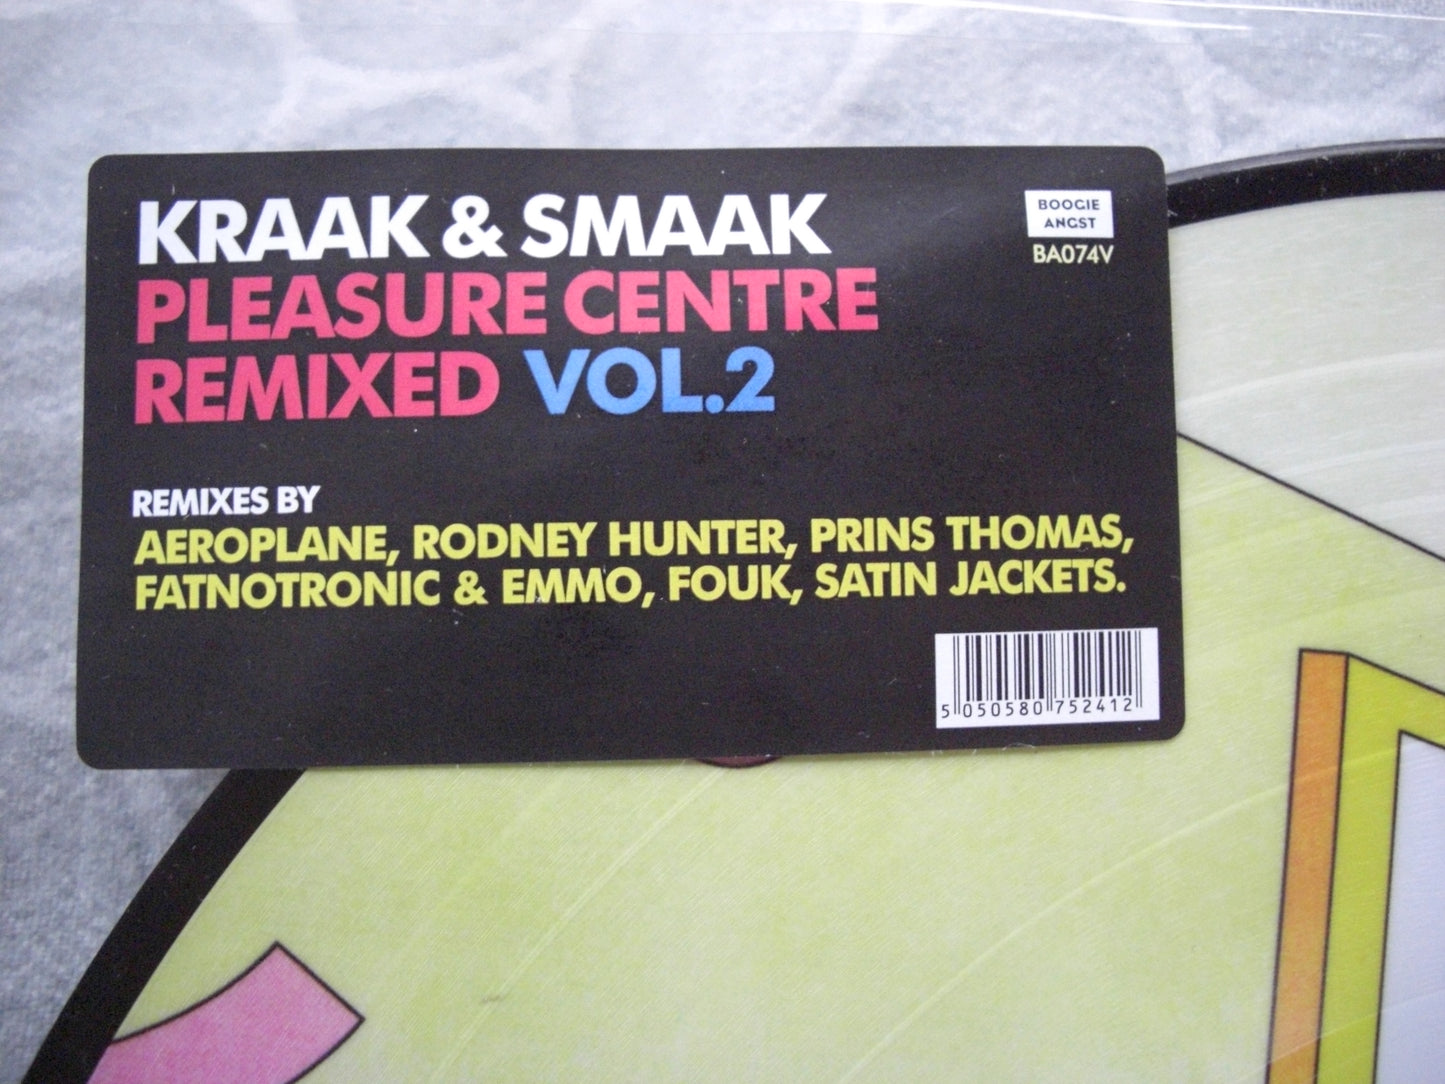 KRAAK & SMAAK
PLEASURE CENTRE
REMIXED VOL.2
BOOGIE
ANGST
BA074V
REMIXES BY
AEROPLANE, RODNEY HUNTER, PRINS THOMAS,
FATNOTRONIC & EMMO, FOUK, SATIN JACKETS.
5 050580 752412